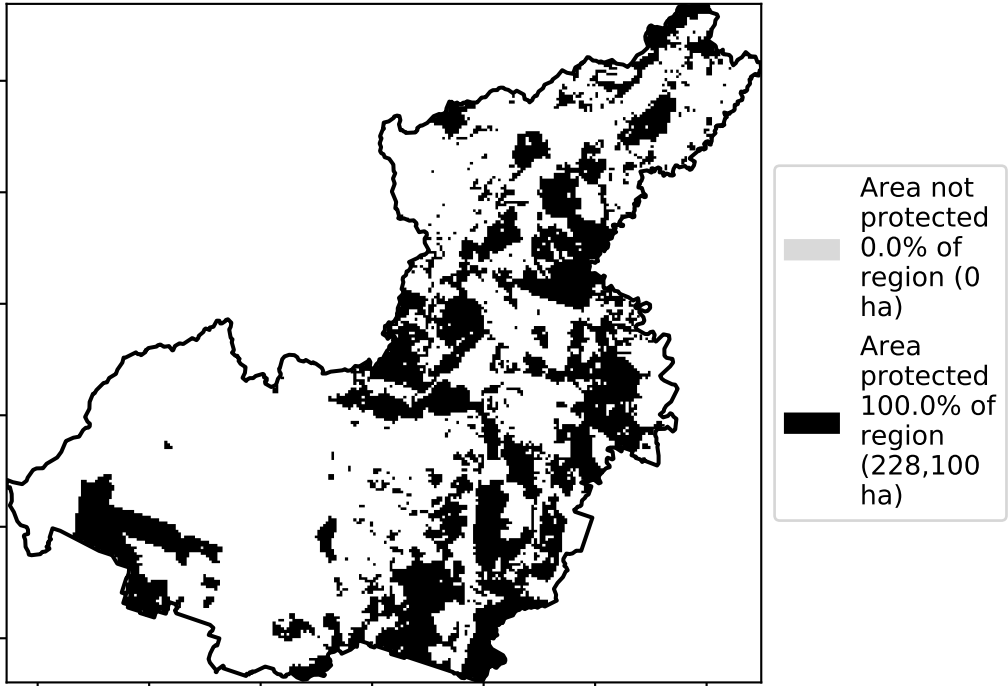 Area not
protected
0.0% of
region (0
ha)
Area
protected
100.0% of
region
(228,100
ha)